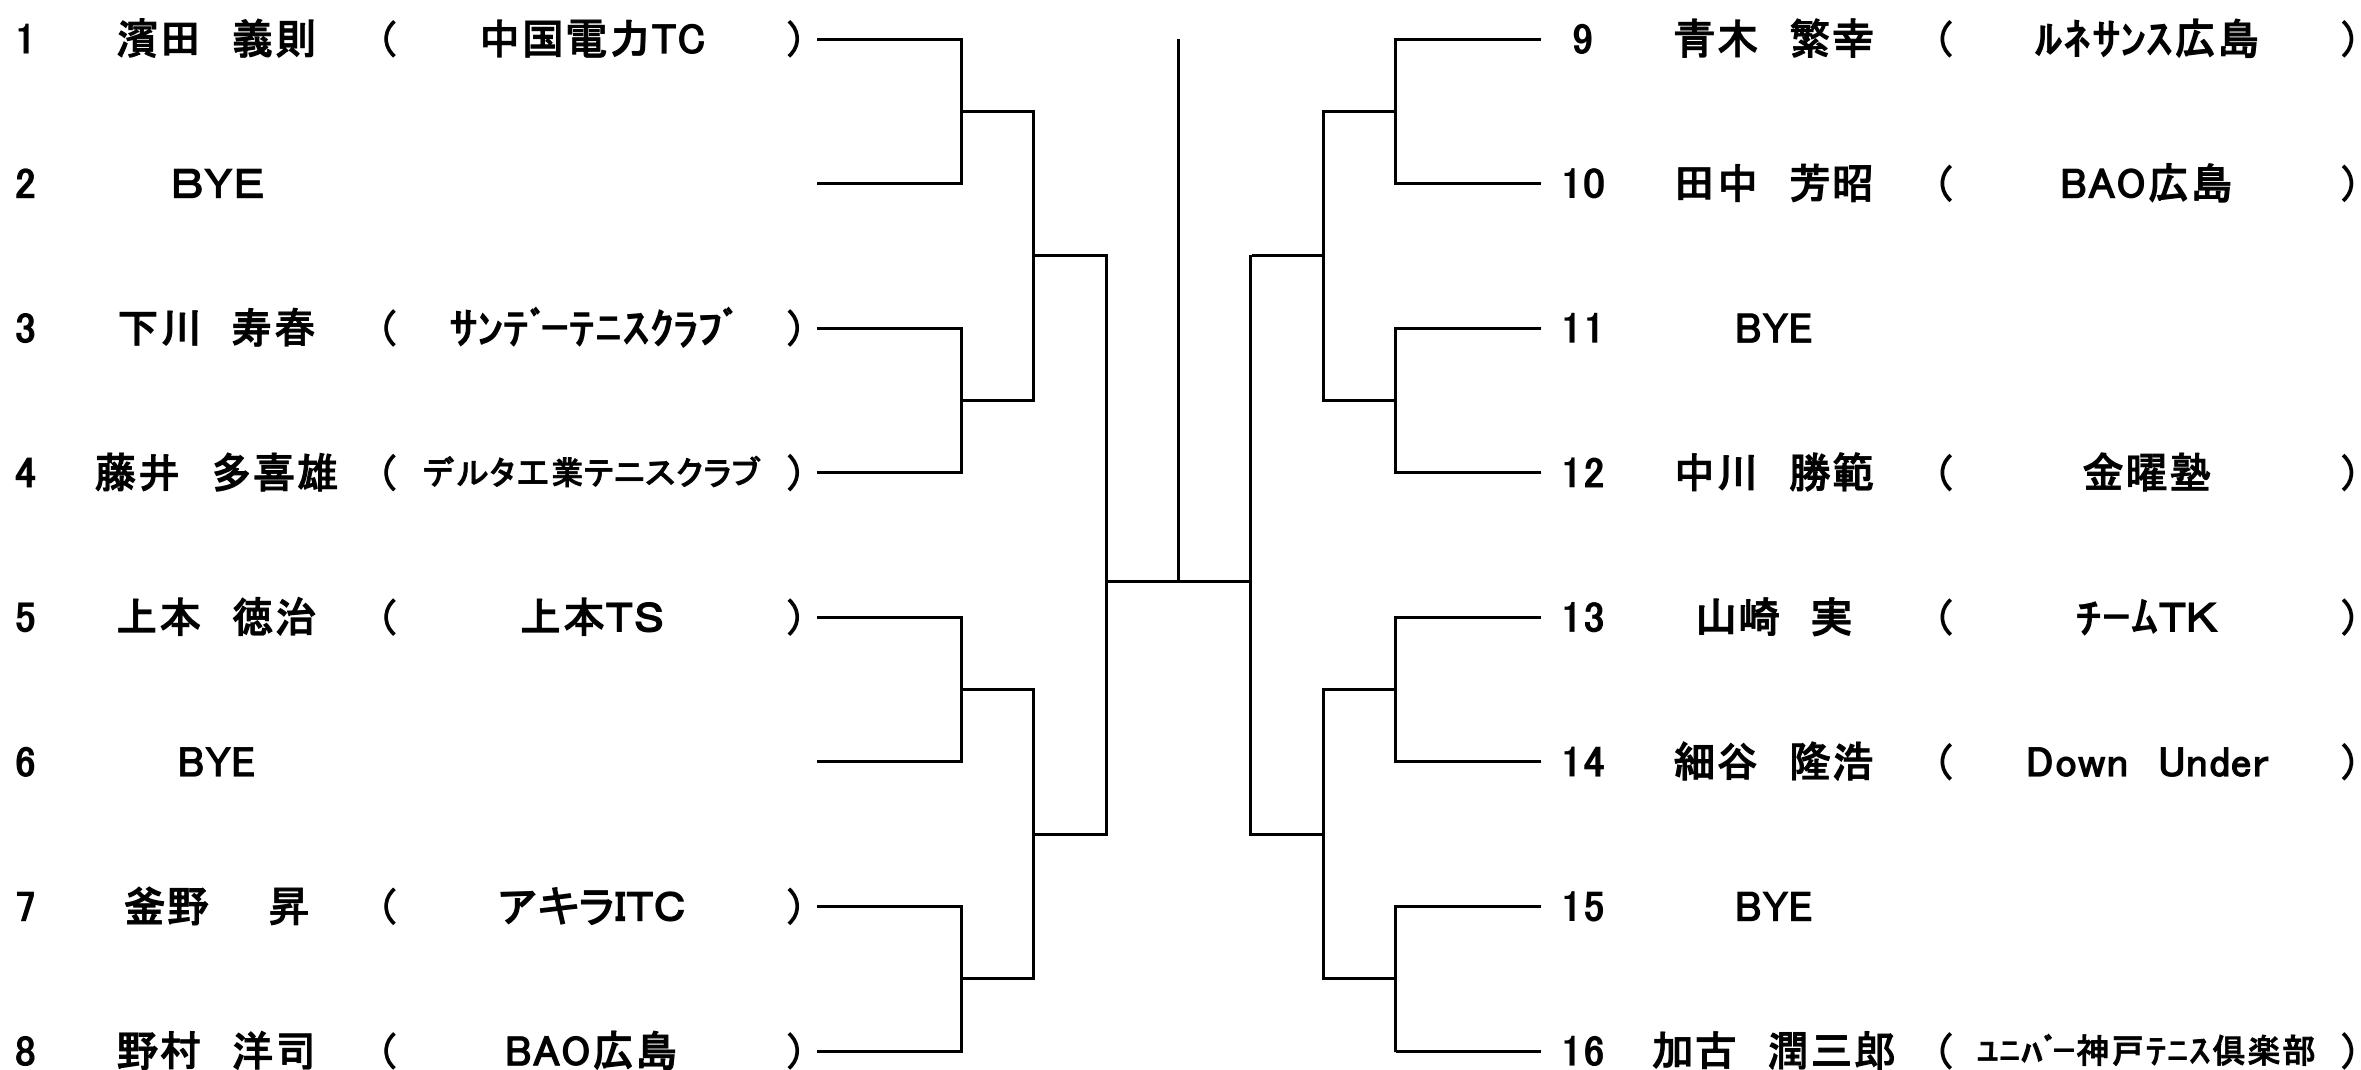 1 濱田 義則 ( 中国電力TC )
2 BYE
3 下川 寿春 ( ｻﾝﾃﾞｰﾃﾆｽｸﾗﾌﾞ )
4 藤井 多喜雄 ( デルタ工業テニスクラブ )
5 上本 徳治 ( 上本TS )
6 BYE
7 釜野 昇 ( アキラITC )
8 野村 洋司 ( BAO広島 )
9 青木 繁幸 ( ﾙﾈｻﾝｽ広島 )
10 田中 芳昭 ( BAO広島 )
11 BYE
12 中川 勝範 ( 金曜塾 )
13 山崎 実 ( ﾁｰﾑTK )
14 細谷 隆浩 ( Down Under )
15 BYE
16 加古 潤三郎 ( ﾕﾆﾊﾞｰ神戸ﾃﾆｽ倶楽部 )